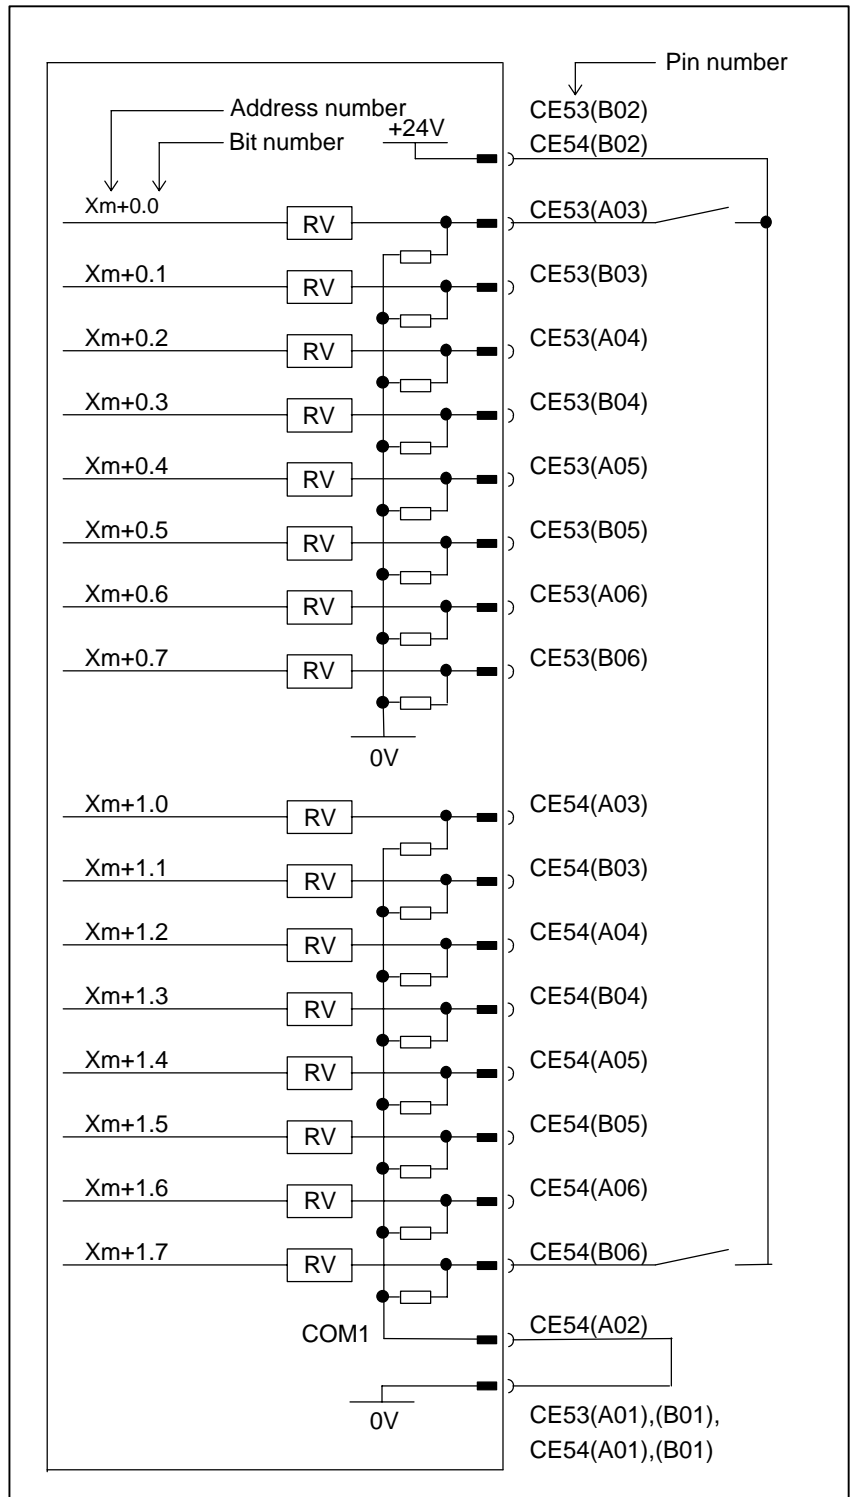 Pin number
CE53(B02)
Address number
+24V
Bit number
CE54(B02)
Xm+0.0
RV
CE53(A03)
Xm+0.1
RV
CE53(B03)
Xm+0.2
RV
CE53(A04)
Xm+0.3
RV
CE53(B04)
Xm+0.4
RV
CE53(A05)
Xm+0.5
RV
CE53(B05)
Xm+0.6
RV
CE53(A06)
Xm+0.7
RV
CE53(B06)
0V
Xm+1.0
RV
CE54(A03)
Xm+1.1
RV
CE54(B03)
Xm+1.2
RV
CE54(A04)
Xm+1.3
RV
CE54(B04)
Xm+1.4
RV
CE54(A05)
Xm+1.5
RV
CE54(B05)
Xm+1.6
RV
CE54(A06)
Xm+1.7
RV
CE54(B06)
COM1
CE54(A02)
0V
CE53(A01),(B01),
CE54(A01),(B01)